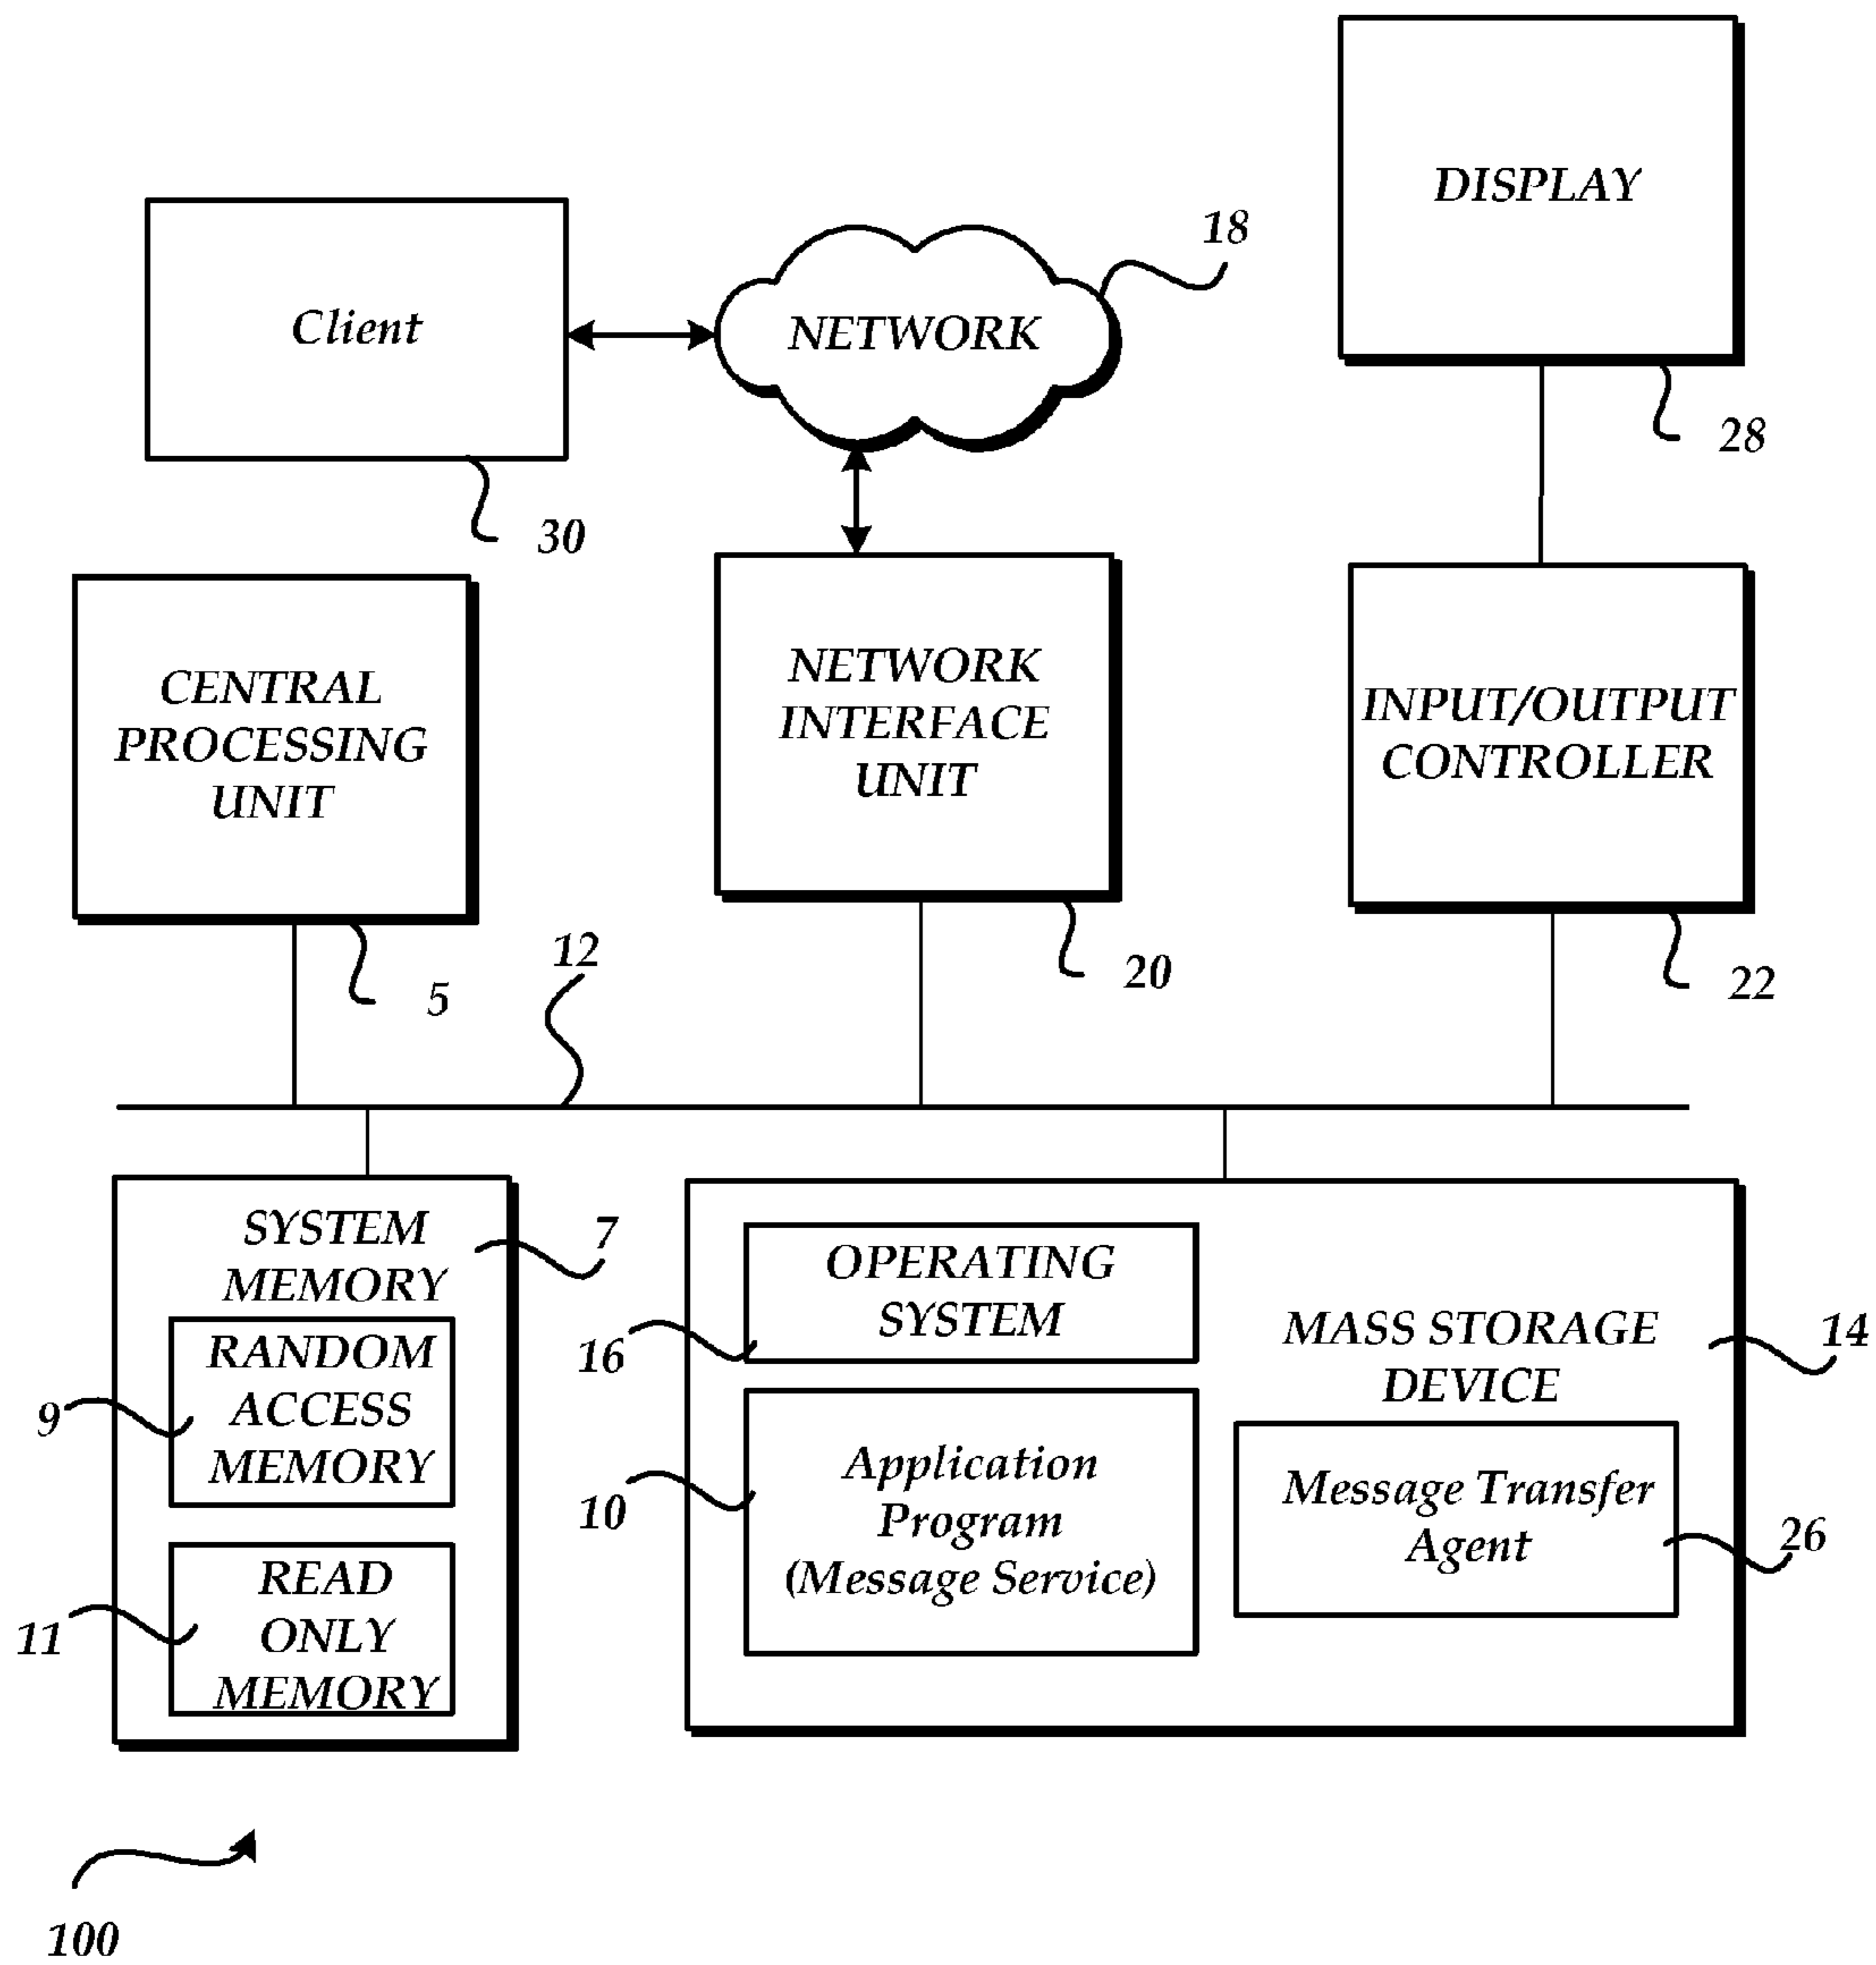 DISPLAY
28
Client
30
NETWORK
18
CENTRAL
PROCESSING
UNIT
5
NETWORK
INTERFACE
UNIT
20
INPUT/OUTPUT
CONTROLLER
22
12
SYSTEM
MEMORY
7
RANDOM
ACCESS
MEMORY
9
READ
ONLY
MEMORY
11
OPERATING
SYSTEM
16
Application
Program
(Message Service)
10
MASS STORAGE
DEVICE
14
Message Transfer
Agent
26
100